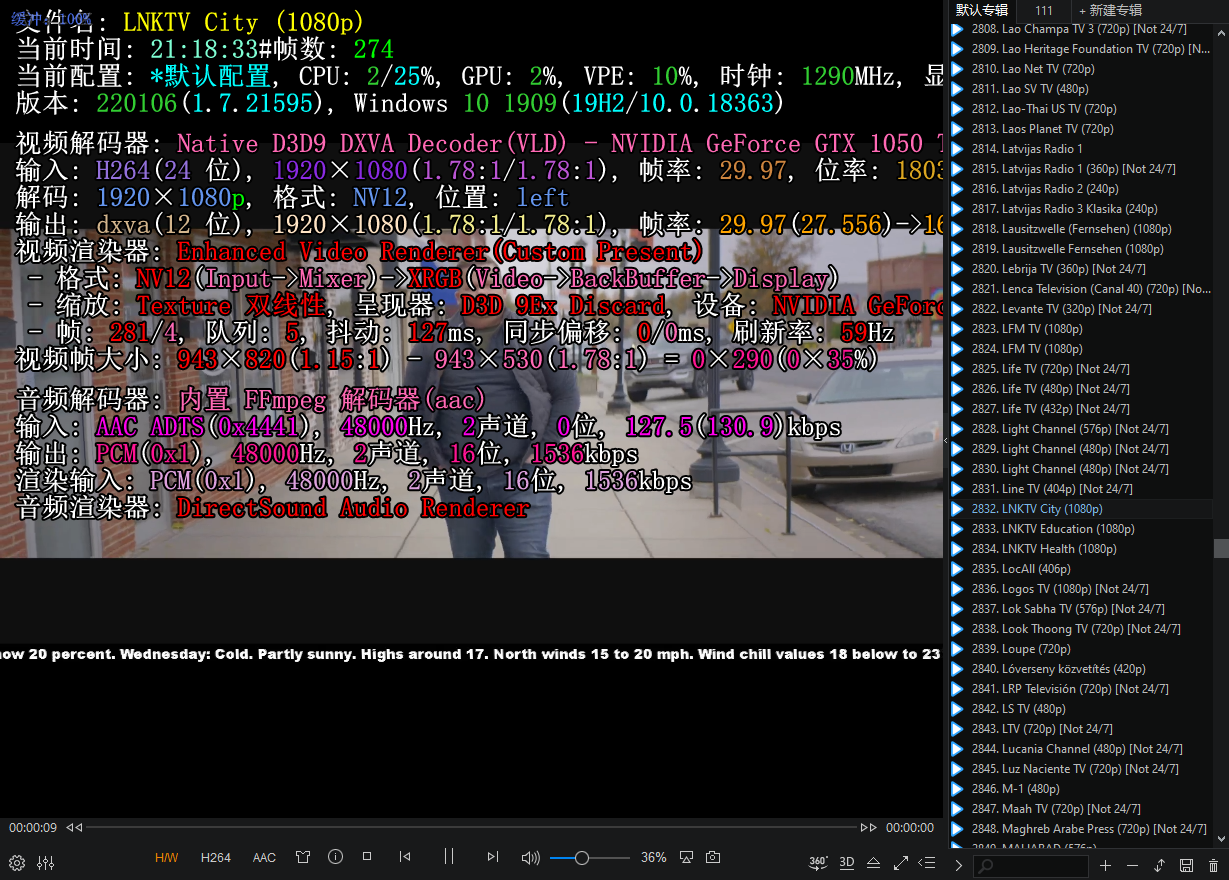 缓冲: 100%
文件名: LNKTV City (1080p)
当前时间: 21:18:33#帧数: 274
当前配置: *默认配置, CPU: 2/25%, GPU: 2%, VPE: 10%, 时钟: 1290MHz, 显
版本: 220106(1.7.21595), Windows 10 1909(19H2/10.0.18363)
视频解码器: Native D3D9 DXVA Decoder(VLD) - NVIDIA GeForce GTX 1050
输入: H264(24 位), 1920×1080(1.78:1/1.78:1), 帧率: 29.97, 位率: 1803
解码: 1920×1080p, 格式: NV12, 位置: left
输出: dxva(12 位), 1920×1080(1.78:1/1.78:1), 帧率: 29.97(27.556)->16
视频渲染器: Enhanced Video Renderer(Custom Present)
- 格式: NV12(Input->Mixer)->XRGB(Video->BackBuffer->Display)
- 缩放: Texture 双线性, 呈现器: D3D 9Ex Discard, 设备: NVIDIA GeForc
- 帧: 281/4, 队列: 5, 抖动: 127ms, 同步偏移: 0/0ms, 刷新率: 59Hz
视频帧大小: 943×820(1.15:1) - 943×530(1.78:1) = 0×290(0×35%)
音频解码器: 内置 FFmpeg 解码器(aac)
输入: AAC ADTS(0x4441), 48000Hz, 2声道, 0位, 127.5(130.9)kbps
输出: PCM(0x1), 48000Hz, 2声道, 16位, 1536kbps
渲染输入: PCM(0x1), 48000Hz, 2声道, 16位, 1536kbps
音频渲染器: DirectSound Audio Renderer
now 20 percent. Wednesday: Cold. Partly sunny. Highs around 17. North winds 15 to 20 mph. Wind chill values 18 below to 23
00:00:09
00:00:00
H/W H264 AAC
36%
360° 3D
默认专辑 111 + 新建专辑
2808. Lao Champa TV 3 (720p) [Not 24/7]
2809. Lao Heritage Foundation TV (720p) [N...
2810. Lao Net TV (720p)
2811. Lao SV TV (480p)
2812. Lao-Thai US TV (720p)
2813. Laos Planet TV (720p)
2814. Latvijas Radio 1
2815. Latvijas Radio 1 (360p) [Not 24/7]
2816. Latvijas Radio 2 (240p)
2817. Latvijas Radio 3 Klasika (240p)
2818. Lausitzwelle (Fernsehen) (1080p)
2819. Lausitzwelle Fernsehen (1080p)
2820. Lebrija TV (360p) [Not 24/7]
2821. Lenca Television (Canal 40) (720p) [No...
2822. Levante TV (320p) [Not 24/7]
2823. LFM TV (1080p)
2824. LFM TV (1080p)
2825. Life TV (720p) [Not 24/7]
2826. Life TV (480p) [Not 24/7]
2827. Life TV (432p) [Not 24/7]
2828. Light Channel (576p) [Not 24/7]
2829. Light Channel (480p) [Not 24/7]
2830. Light Channel (480p) [Not 24/7]
2831. Line TV (404p) [Not 24/7]
2832. LNKTV City (1080p)
2833. LNKTV Education (1080p)
2834. LNKTV Health (1080p)
2835. LocAll (406p)
2836. Logos TV (1080p) [Not 24/7]
2837. Lok Sabha TV (576p) [Not 24/7]
2838. Look Thoong TV (720p) [Not 24/7]
2839. Loupe (720p)
2840. Lóverseny közvetítés (420p)
2841. LRP Televisión (720p) [Not 24/7]
2842. LS TV (480p)
2843. LTV (720p) [Not 24/7]
2844. Lucania Channel (480p) [Not 24/7]
2845. Luz Naciente TV (720p) [Not 24/7]
2846. M-1 (480p)
2847. Maah TV (720p) [Not 24/7]
2848. Maghreb Arabe Press (720p) [Not 24/7]
2849. MAHABAD (576p)